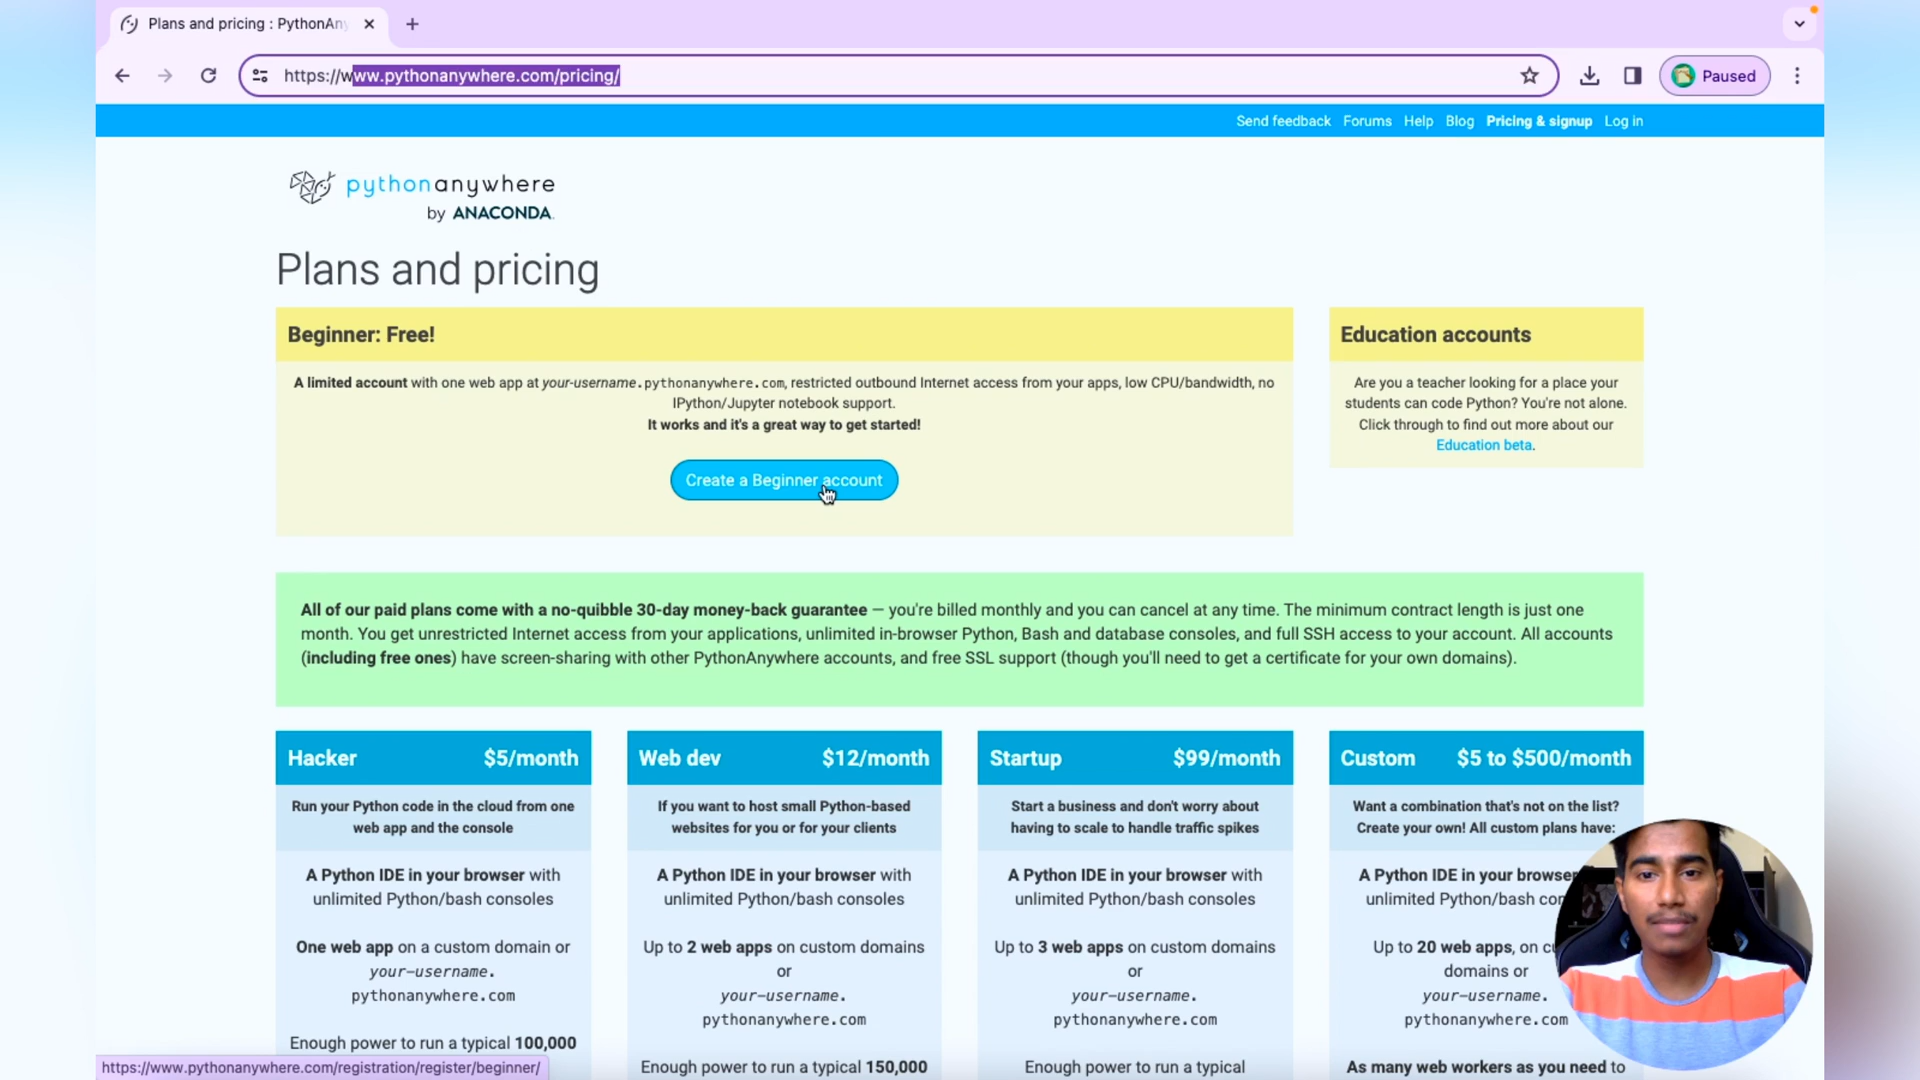 Plans and pricing : PythonAny
https://www.pythonanywhere.com/pricing/
Paused
Send feedback Forums Help Blog Pricing & signup Log in
pythonanywhere
by ANACONDA.
Plans and pricing
Beginner: Free!
A limited account with one web app at your-username.pythonanywhere.com, restricted outbound Internet access from your apps, low CPU/bandwidth, no
IPython/Jupyter notebook support.
It works and it's a great way to get started!
Create a Beginner account
Education accounts
Are you a teacher looking for a place your
students can code Python? You're not alone.
Click through to find out more about our
Education beta.
All of our paid plans come with a no-quibble 30-day money-back guarantee — you're billed monthly and you can cancel at any time. The minimum contract length is just one
month. You get unrestricted Internet access from your applications, unlimited in-browser Python, Bash and database consoles, and full SSH access to your account. All accounts
(including free ones) have screen-sharing with other PythonAnywhere accounts, and free SSL support (though you'll need to get a certificate for your own domains).
Hacker $5/month
Run your Python code in the cloud from one
web app and the console
A Python IDE in your browser with
unlimited Python/bash consoles
One web app on a custom domain or
your-username.
pythonanywhere.com
Enough power to run a typical 100,000
Web dev $12/month
If you want to host small Python-based
websites for you or for your clients
A Python IDE in your browser with
unlimited Python/bash consoles
Up to 2 web apps on custom domains
or
your-username.
pythonanywhere.com
Enough power to run a typical 150,000
Startup $99/month
Start a business and don't worry about
having to scale to handle traffic spikes
A Python IDE in your browser with
unlimited Python/bash consoles
Up to 3 web apps on custom domains
or
your-username.
pythonanywhere.com
Enough power to run a typical
Custom $5 to $500/month
Want a combination that's not on the list?
Create your own! All custom plans have:
A Python IDE in your browser
unlimited Python/bash
Up to 20 web apps, on
domains or
your-username.
pythonanywhere.com
As many web workers as you need to
https://www.pythonanywhere.com/registration/register/beginner/